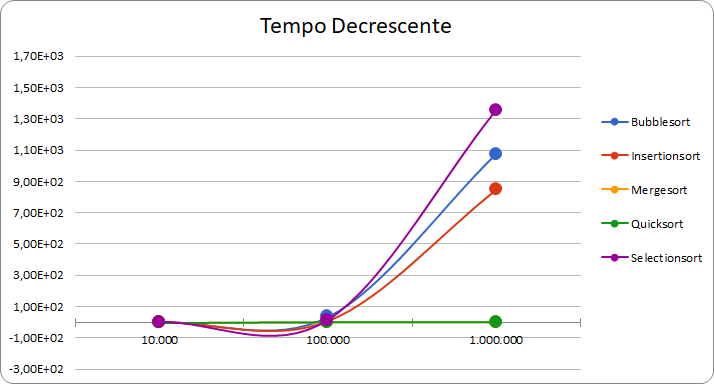 Tempo Decrescente
1,70E+03
1,50E+03
1,30E+03
1,10E+03
9,00E+02
7,00E+02
5,00E+02
3,00E+02
1,00E+02
-1,00E+02
-3,00E+02
10.000
100.000
1.000.000
Bubblesort
Insertionsort
Mergesort
Quicksort
Selectionsort